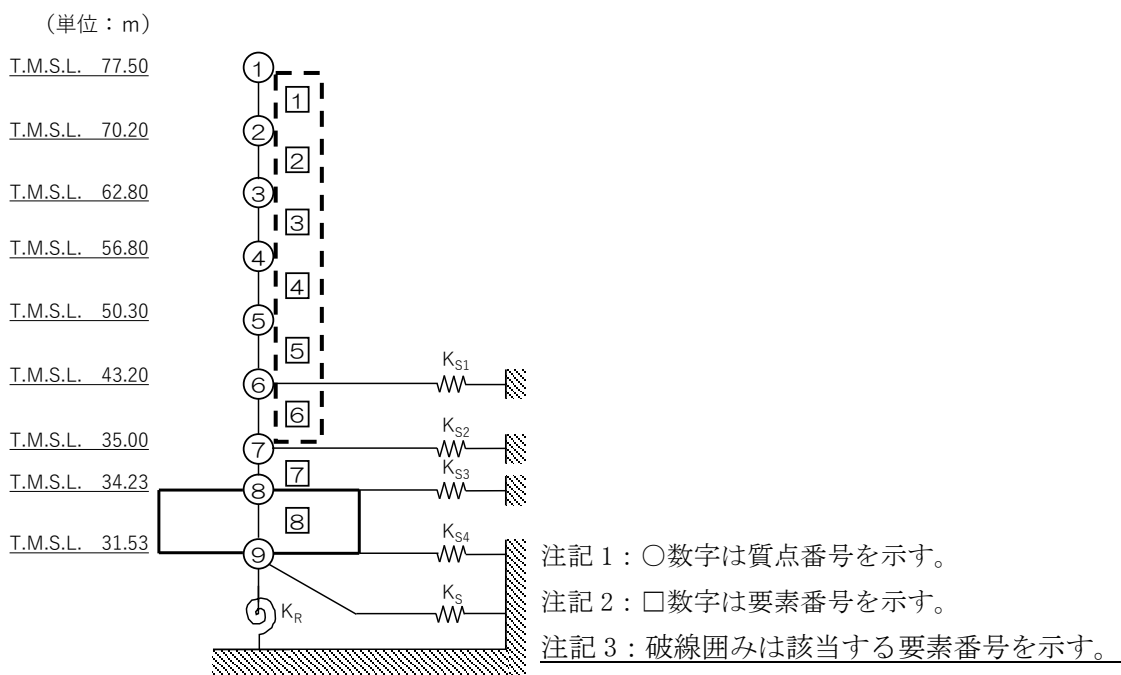 （単位：m）
T.M.S.L. 77.50
①
1
T.M.S.L. 70.20
②
2
T.M.S.L. 62.80
③
3
T.M.S.L. 56.80
④
4
T.M.S.L. 50.30
⑤
5
T.M.S.L. 43.20
⑥
KS1
6
T.M.S.L. 35.00
⑦
KS2
7
T.M.S.L. 34.23
⑧
KS3
8
T.M.S.L. 31.53
⑨
KS4
KS
KR
注記1：○数字は質点番号を示す。
注記2：□数字は要素番号を示す。
注記3：破線囲みは該当する要素番号を示す。